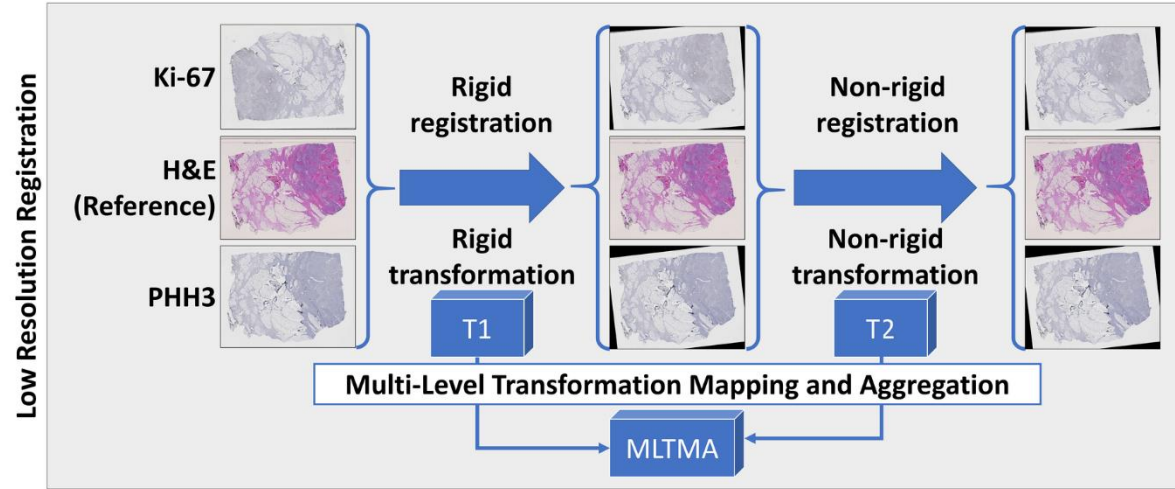 Low Resolution Registration
Ki-67
H&E
(Reference)
PHH3
Rigid
registration
Rigid
transformation
T1
Non-rigid
registration
Non-rigid
transformation
T2
Multi-Level Transformation Mapping and Aggregation
MLTMA